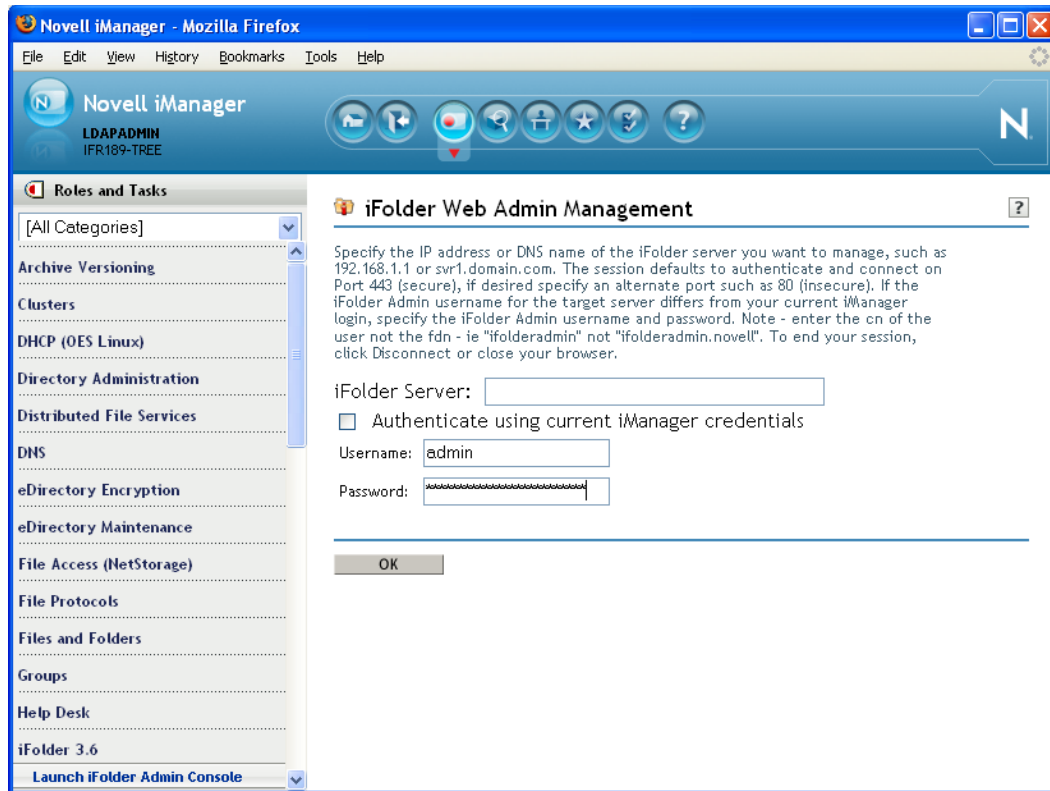 Novell iManager - Mozilla Firefox
File Edit View History Bookmarks Tools Help
Novell iManager
LDAPADMIN
IFR189-TREE
N
N
Roles and Tasks
[All Categories]
Archive Versioning
Clusters
DHCP (OES Linux)
Directory Administration
Distributed File Services
DNS
eDirectory Encryption
eDirectory Maintenance
File Access (NetStorage)
File Protocols
Files and Folders
Groups
Help Desk
iFolder 3.6
Launch iFolder Admin Console
iFolder Web Admin Management
?
Specify the IP address or DNS name of the iFolder server you want to manage, such as
192.168.1.1 or svr1.domain.com. The session defaults to authenticate and connect on
Port 443 (secure), if desired specify an alternate port such as 80 (insecure). If the
iFolder Admin username for the target server differs from your current iManager
login, specify the iFolder Admin username and password. Note - enter the cn of the
user not the fdn - ie "ifolderadmin" not "ifolderadmin.novell". To end your session,
click Disconnect or close your browser.
iFolder Server:
Authenticate using current iManager credentials
Username: admin
Password: **************************
OK